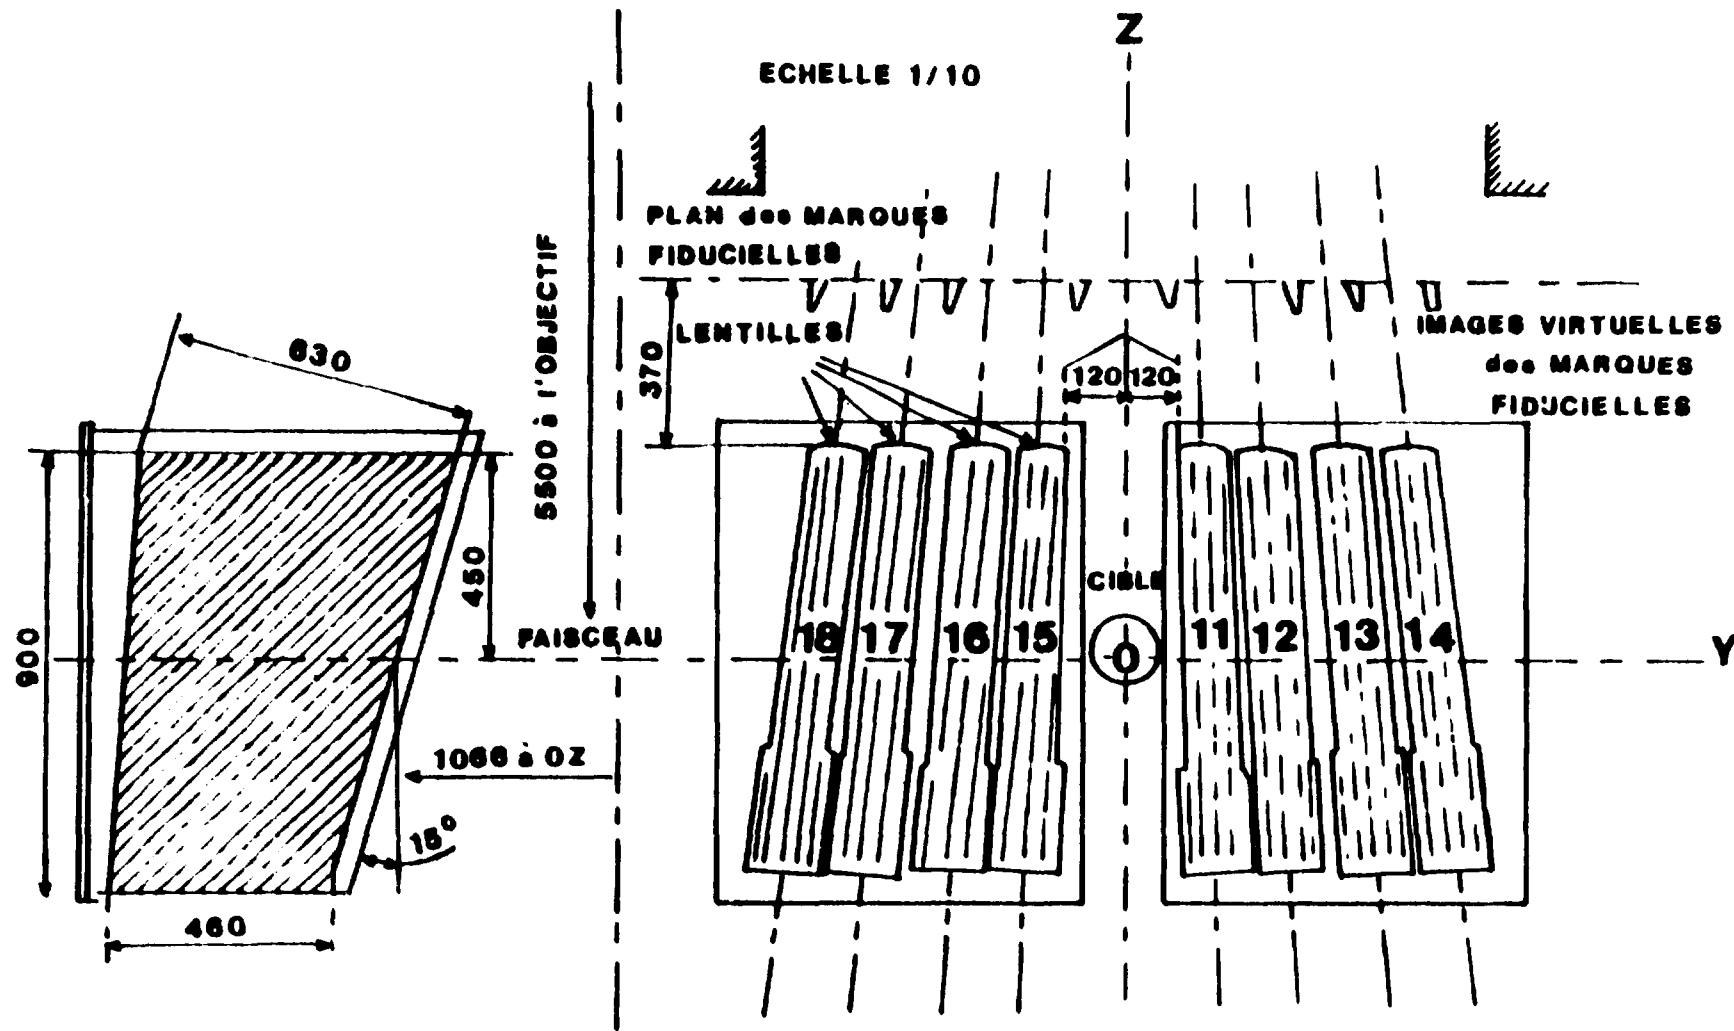 Z
ECHELLE 1/10
PLAN des MARQUES
FIDUCIELLES
5500 à l'OBJECTIF
370
LENTILLES
IMAGES VIRTUELLES
des MARQUES
FIDUCIELLES
120 120
630
450
900
CIBLE
FAISCEAU
18 17 16 15 O 11 12 13 14
Y
1066 à OZ
15°
460